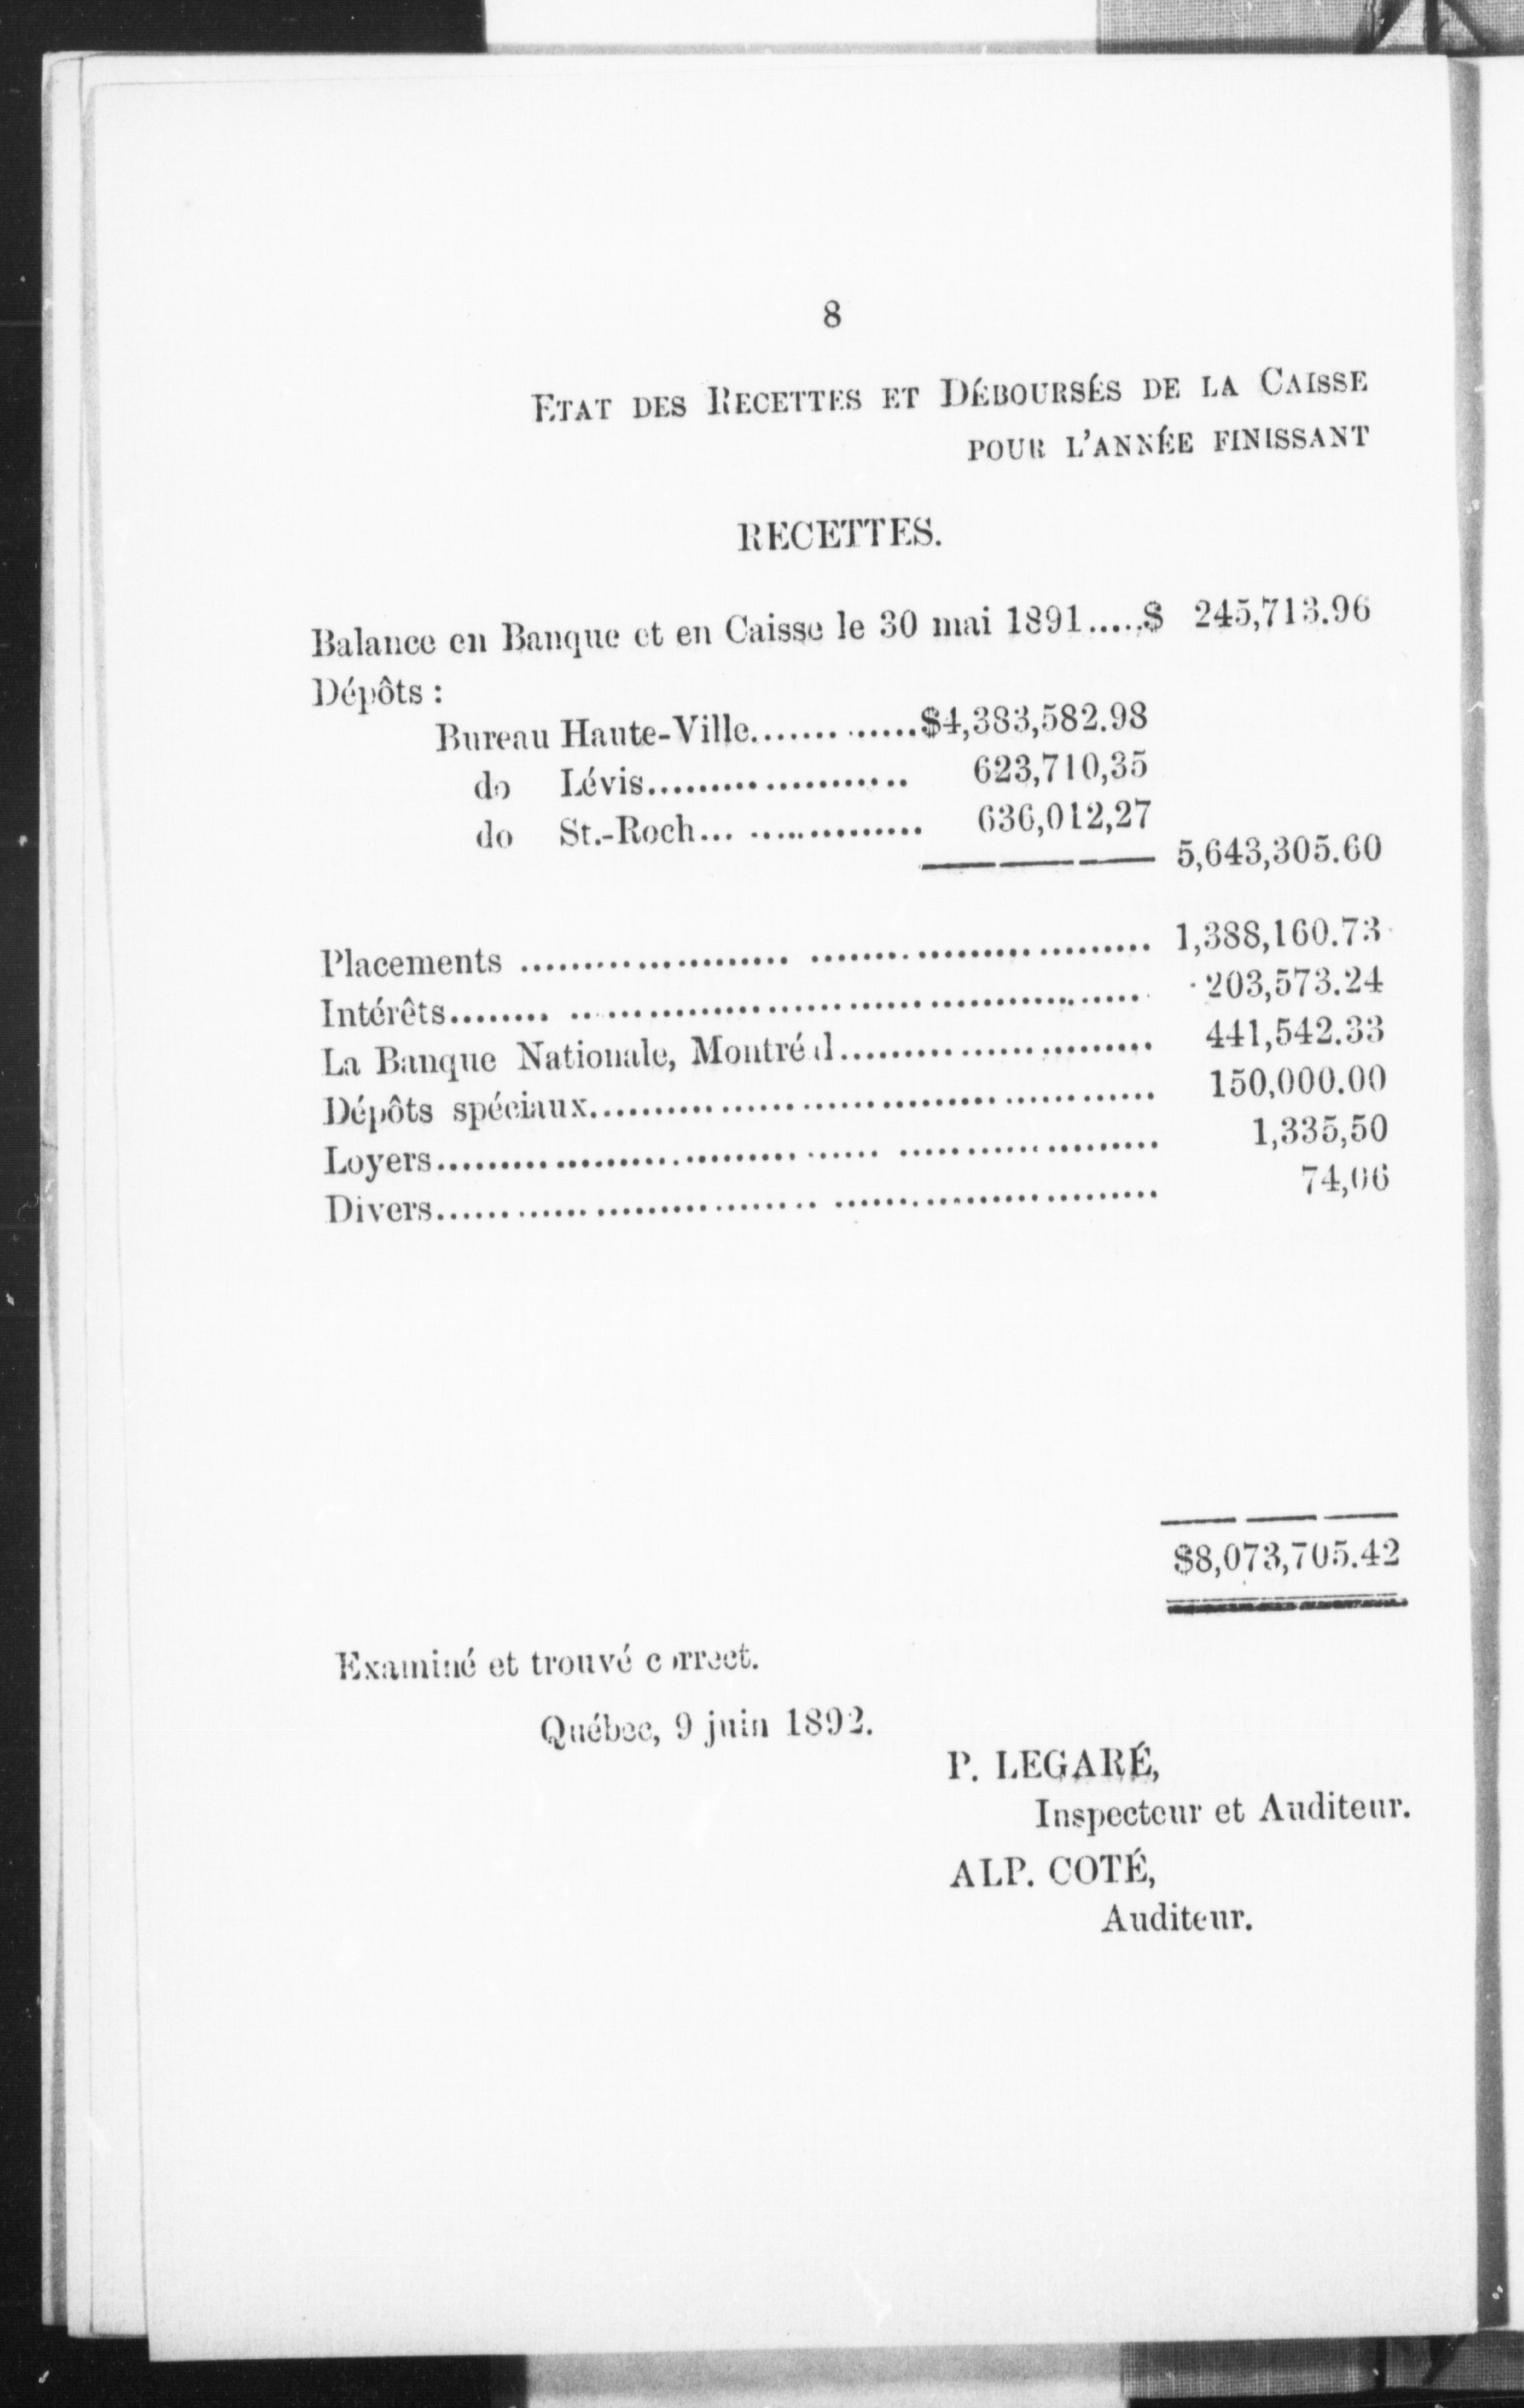 8
ETAT DES RECETTES ET DÉBOURSÉS DE LA CAISSE
POUR L'ANNÉE FINISSANT
RECETTES.
Balance en Banque et en Caisse le 30 mai 1891.....$ 245,713.96
Dépôts :
Bureau Haute-Ville.............$4,383,582.98
do Lévis.................... 623,710,35
do St.-Roch... .............. 636,012,27
5,643,305.60
Placements ..................... .......................... 1,388,160.73
Intérêts........ ............................................. 203,573.24
La Banque Nationale, Montréal........................ 441,542.33
Dépôts spéciaux........................................... 150,000.00
Loyers.................................. .................... 1,335,50
Divers............................. ......................... 74,06
$8,073,705.42
Examiné et trouvé correct.
Québec, 9 juin 1892.
P. LEGARÉ,
Inspecteur et Auditeur.
ALP. COTÉ,
Auditeur.